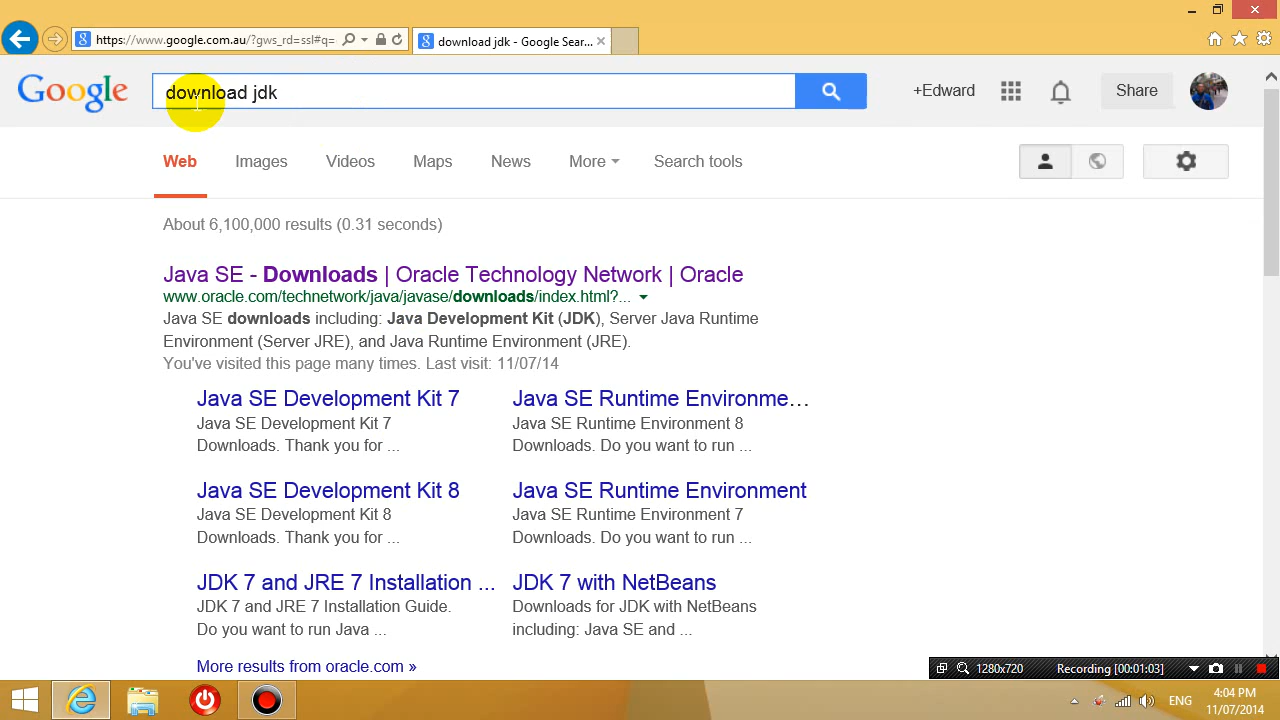 https://www.google.com.au/?gws_rd=ssl#q=
download jdk - Google Sear...
Google
download jdk
+Edward
Share
Web
Images
Videos
Maps
News
More
Search tools
About 6,100,000 results (0.31 seconds)
Java SE - Downloads | Oracle Technology Network | Oracle
www.oracle.com/technetwork/java/javase/downloads/index.html?...
Java SE downloads including: Java Development Kit (JDK), Server Java Runtime
Environment (Server JRE), and Java Runtime Environment (JRE).
You've visited this page many times. Last visit: 11/07/14
Java SE Development Kit 7
Java SE Development Kit 7
Downloads. Thank you for ...
Java SE Runtime Environme...
Java SE Runtime Environment 8
Downloads. Do you want to run ...
Java SE Development Kit 8
Java SE Development Kit 8
Downloads. Thank you for ...
Java SE Runtime Environment
Java SE Runtime Environment 7
Downloads. Do you want to run ...
JDK 7 and JRE 7 Installation ...
JDK 7 and JRE 7 Installation Guide.
Do you want to run Java ...
JDK 7 with NetBeans
Downloads for JDK with NetBeans
including: Java SE and ...
More results from oracle.com »
1280x720
Recording [00:01:03]
ENG
4:04 PM
11/07/2014